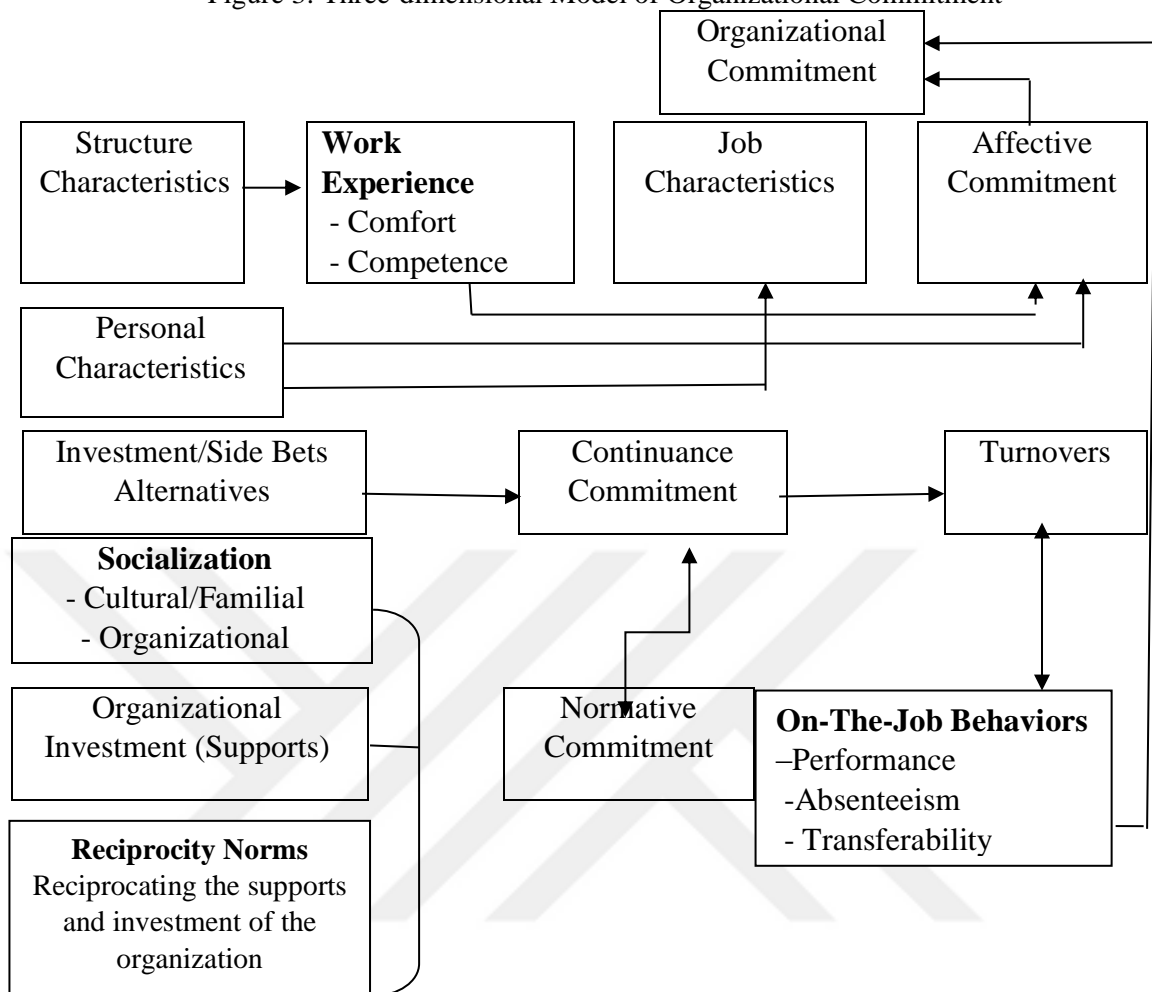 Figure 3: Three-dimensional Model of Organizational Commitment
Organizational
Commitment
Structure
Characteristics
Work
Experience
- Comfort
- Competence
Job
Characteristics
Affective
Commitment
Personal
Characteristics
Investment/Side Bets
Alternatives
Continuance
Commitment
Turnovers
Socialization
- Cultural/Familial
- Organizational
Organizational
Investment (Supports)
Normative
Commitment
On-The-Job Behaviors
–Performance
-Absenteeism
- Transferability
Reciprocity Norms
Reciprocating the supports
and investment of the
organization